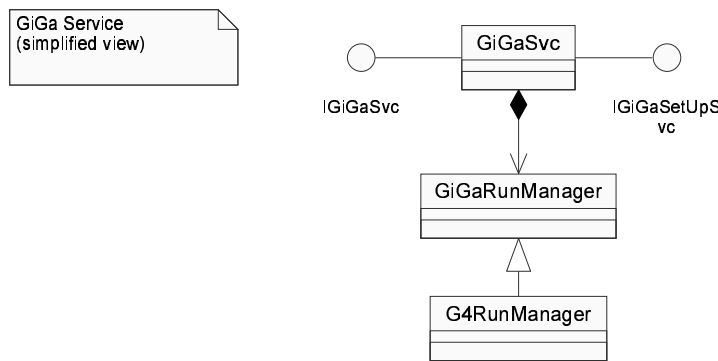 GiGa Service
(simplified view)
GiGaSvc
IGiGaSvc
IGiGaSetUpS
vc
GiGaRunManager
G4RunManager